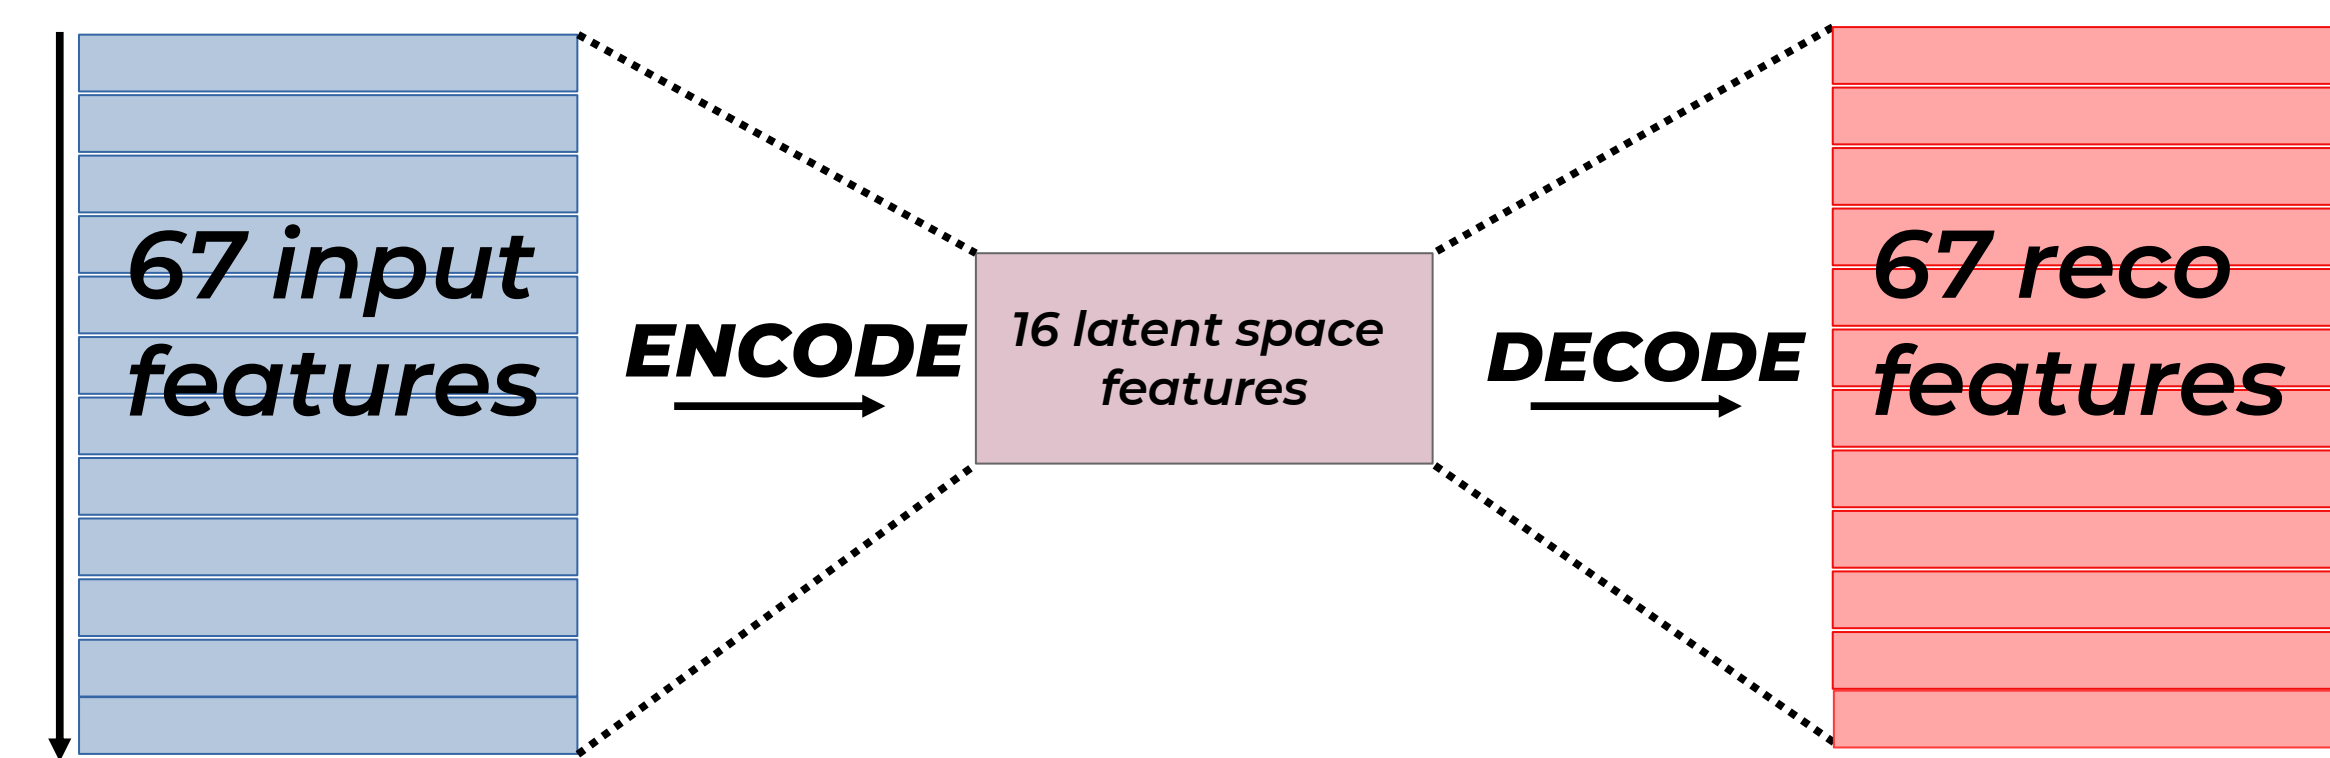 67 input
features
ENCODE
16 latent space
features
DECODE
67 reco
features